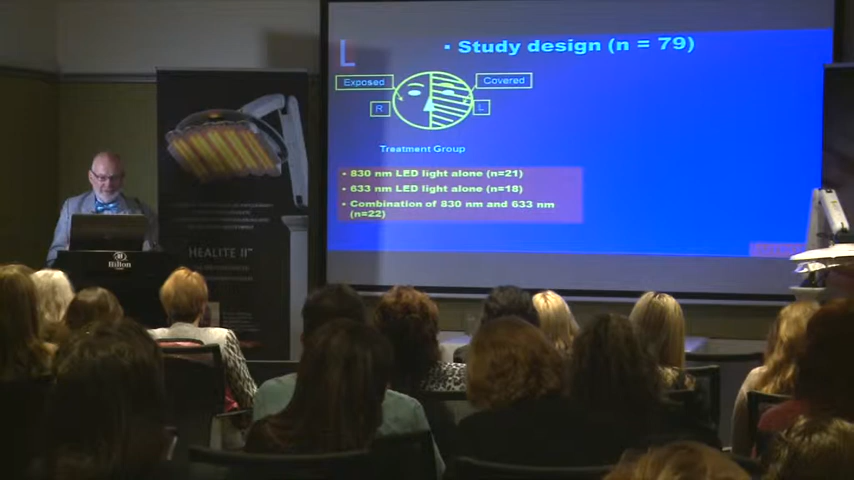 L
• Study design (n = 79)
Exposed
Covered
R
L
Treatment Group
• 830 nm LED light alone (n=21)
• 633 nm LED light alone (n=18)
• Combination of 830 nm and 633 nm
(n=22)
HEALITE II™
Hilton